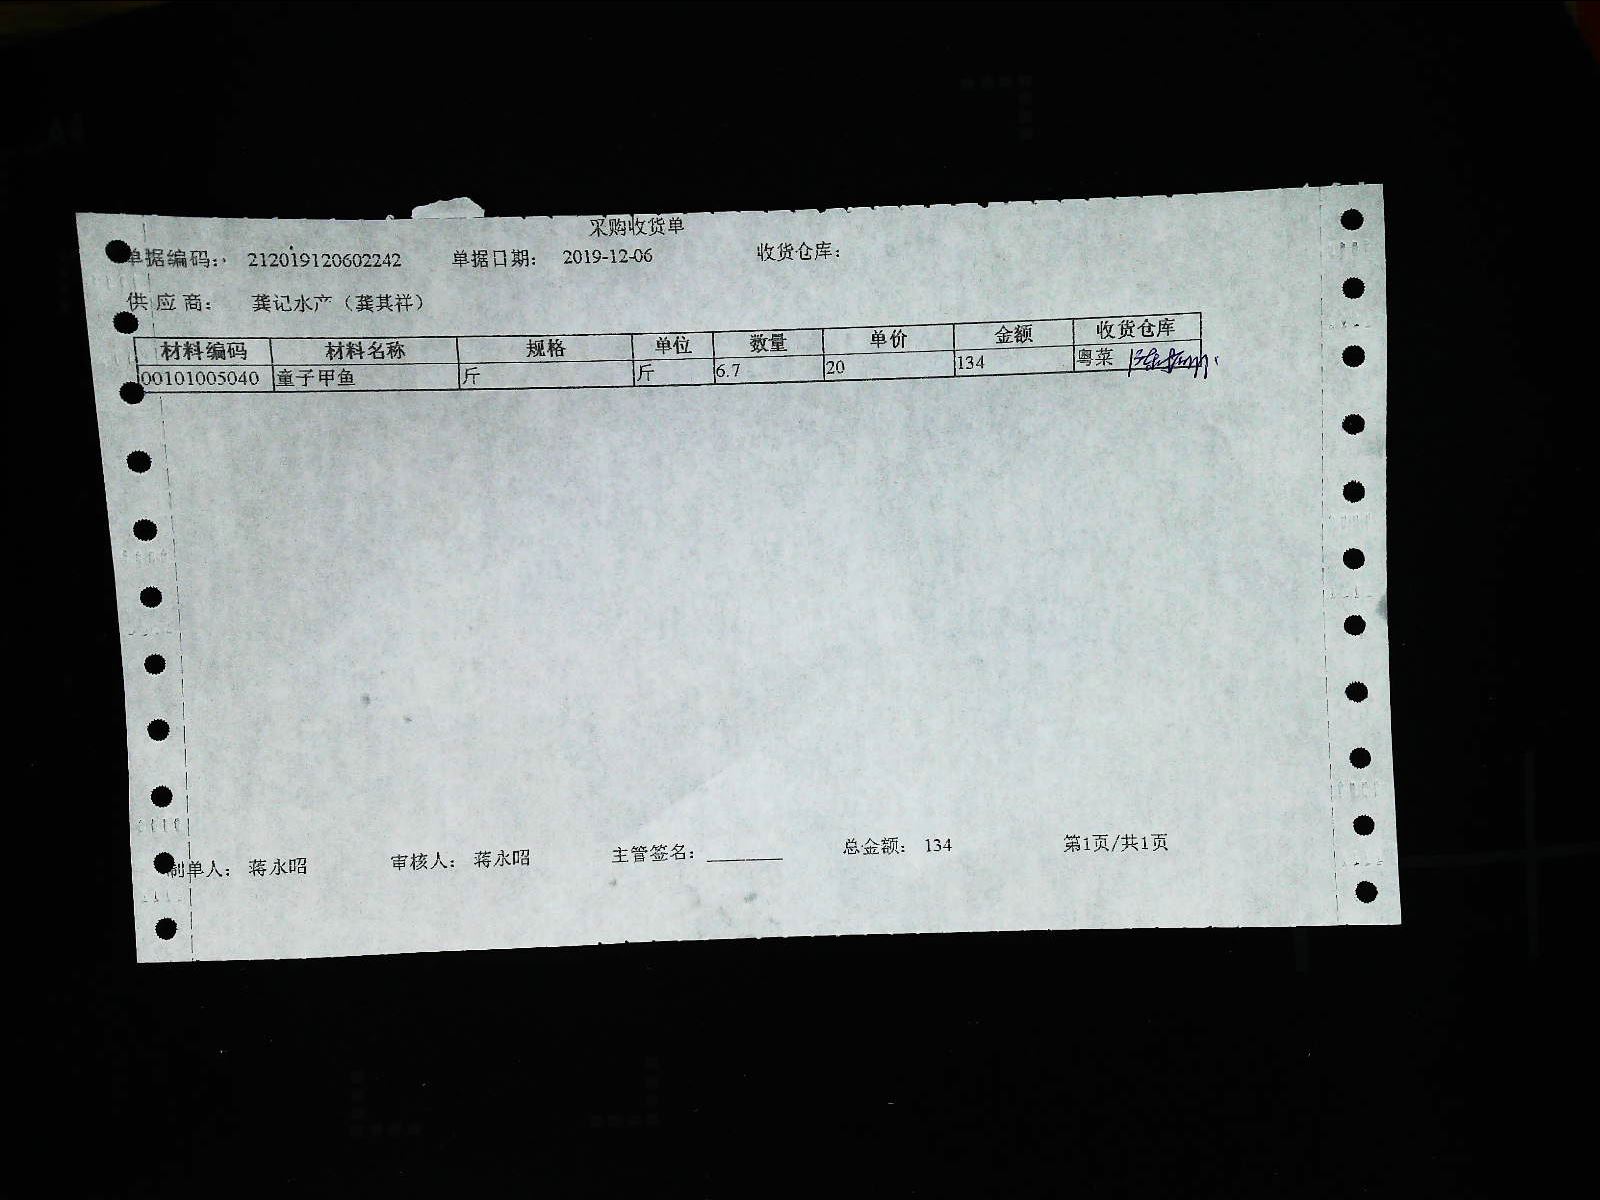 采购收货单
单据编码: 212019120602242 单据日期: 2019-12-06 收货仓库:
供应商: 龚记水产（龚其祥）
材料编码 材料名称 规格 单位 数量 单价 金额 收货仓库
00101005040 童子甲鱼 斤 斤 6.7 20 134 粤菜
制单人: 蒋永昭 审核人: 蒋永昭 主管签名: ________ 总金额: 134 第1页/共1页